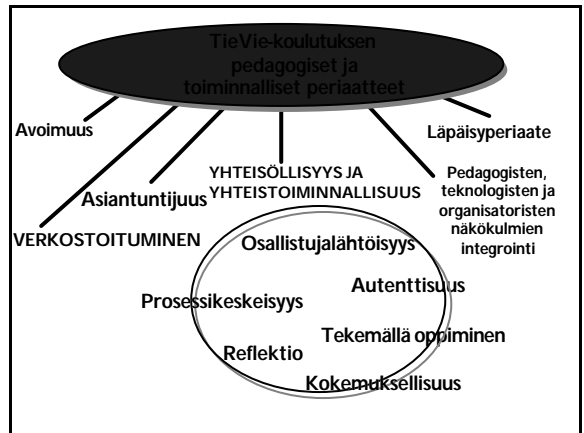 TieVie-koulutuksen
pedagogiset ja
toiminnalliset periaatteet
Avoimuus
Läpäisyperiaate
Asiantuntijuus
YHTEISÖLLISYYS JA
YHTEISTOIMINNALLISUUS
Pedagogisten,
teknologisten ja
organisatoristen
näkökulmien
integrointi
VERKOSTOITUMINEN
Osallistujalähtöisyys
Autenttisuus
Prosessikeskeisyys
Tekemällä oppiminen
Reflektio
Kokemuksellisuus